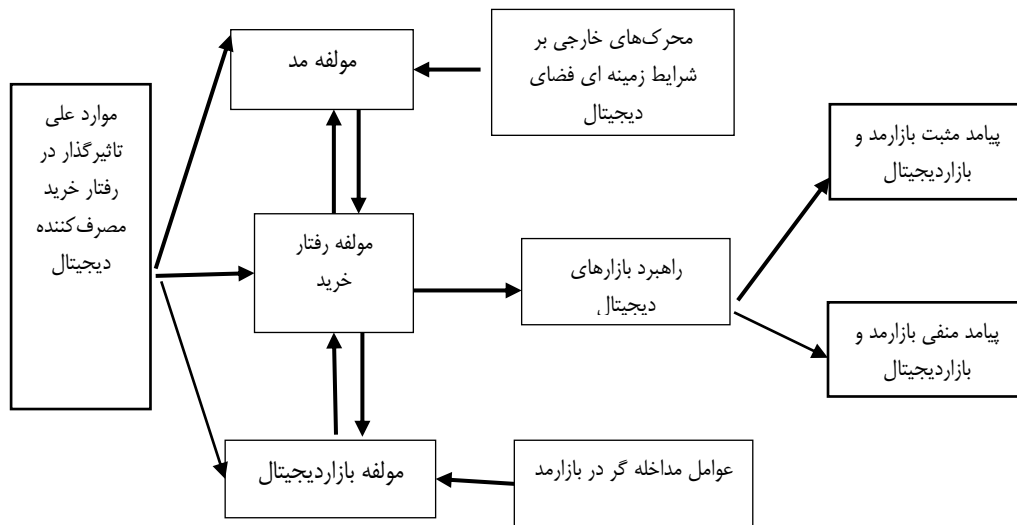 موارد علی
تاثیرگذار در
رفتار خرید
مصرف‌کننده
دیجیتال
مولفه مد
محرک‌های خارجی بر
شرایط زمینه ای فضای
دیجیتال
مولفه رفتار
خرید
راهبرد بازارهای
دیجیتال
پیامد مثبت بازارمد و
بازاردیجیتال
پیامد منفی بازارمد و
بازاردیجیتال
مولفه بازاردیجیتال
عوامل مداخله گر در بازارمد